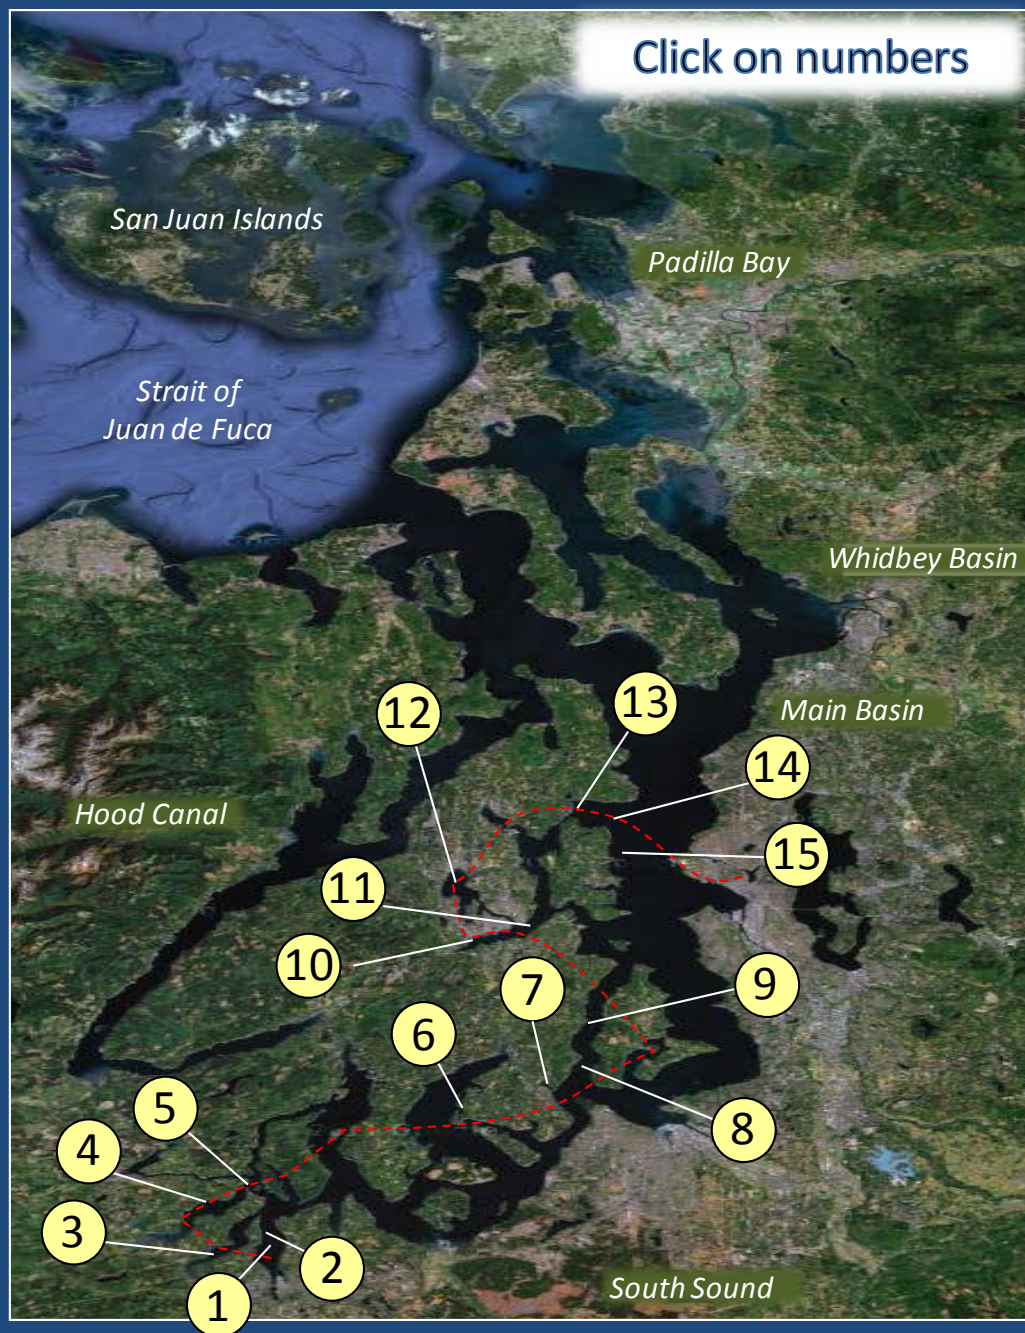 Click on numbers
San Juan Islands
Padilla Bay
Strait of
Juan de Fuca
Whidbey Basin
12
13
Main Basin
14
Hood Canal
15
11
10
7
9
6
5
8
4
3
2
1
South Sound